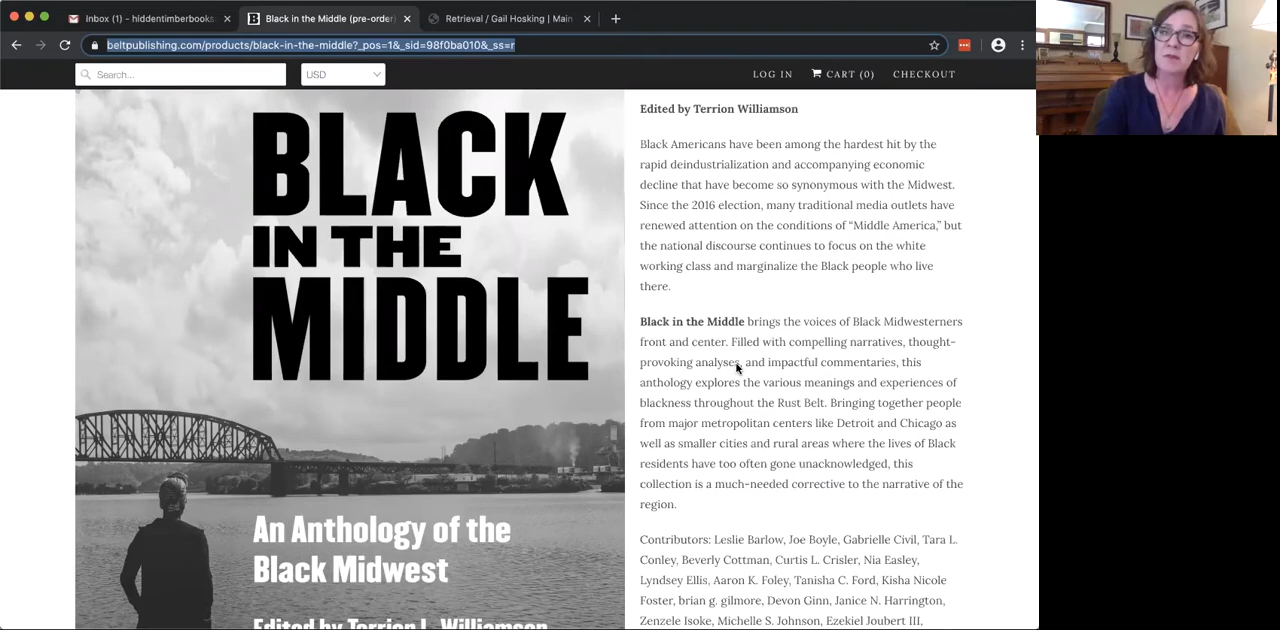 Inbox (1) - hiddentimberbooks
Black in the Middle (pre-order)
Retrieval / Gail Hosking | Main
beltpublishing.com/products/black-in-the-middle?_pos=1&_sid=98f0ba010&_ss=r
Search...
USD
LOG IN
CART (0)
CHECKOUT
BLACK
IN THE
MIDDLE
An Anthology of the
Black Midwest
Edited by Terrion L. Williamson
Edited by Terrion Williamson
Black Americans have been among the hardest hit by the
rapid deindustrialization and accompanying economic
decline that have become so synonymous with the Midwest.
Since the 2016 election, many traditional media outlets have
renewed attention on the conditions of “Middle America,” but
the national discourse continues to focus on the white
working class and marginalize the Black people who live
there.
Black in the Middle brings the voices of Black Midwesterners
front and center. Filled with compelling narratives, thought-
provoking analyses, and impactful commentaries, this
anthology explores the various meanings and experiences of
blackness throughout the Rust Belt. Bringing together people
from major metropolitan centers like Detroit and Chicago as
well as smaller cities and rural areas where the lives of Black
residents have too often gone unacknowledged, this
collection is a much-needed corrective to the narrative of the
region.
Contributors: Leslie Barlow, Joe Boyle, Gabrielle Civil, Tara L.
Conley, Beverly Cottman, Curtis L. Crisler, Nia Easley,
Lyndsey Ellis, Aaron K. Foley, Tanisha C. Ford, Kisha Nicole
Foster, brian g. gilmore, Devon Ginn, Janice N. Harrington,
Zenzele Isoke, Michelle S. Johnson, Ezekiel Joubert III,